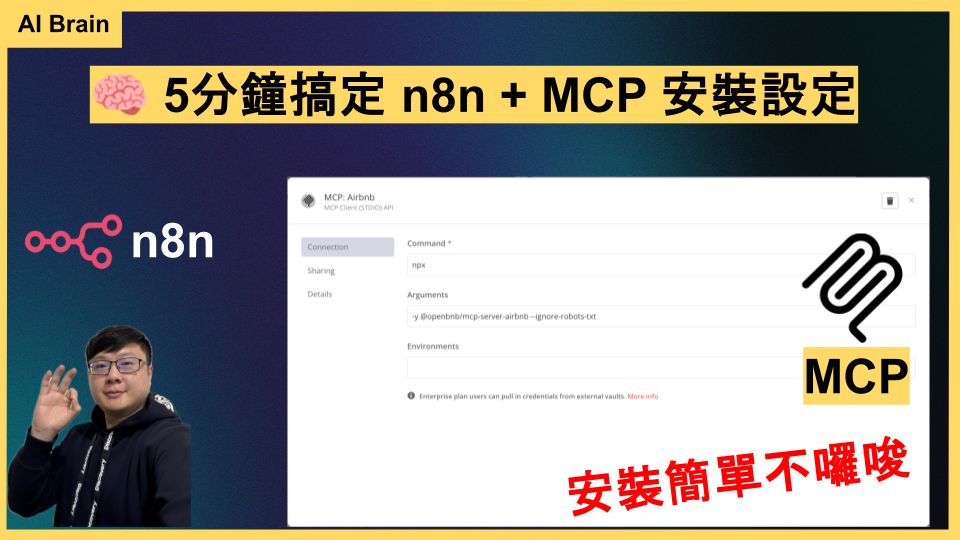 AI Brain
🧠 5分鐘搞定 n8n + MCP 安裝設定
n8n
MCP: Airbnb
MCP Client (STDIO) API
Connection
Sharing
Details
Command *
npx
Arguments
-y @openbnb/mcp-server-airbnb --ignore-robots-txt
Environments
Enterprise plan users can pull in credentials from external vaults. More info
MCP
安裝簡單不囉唆